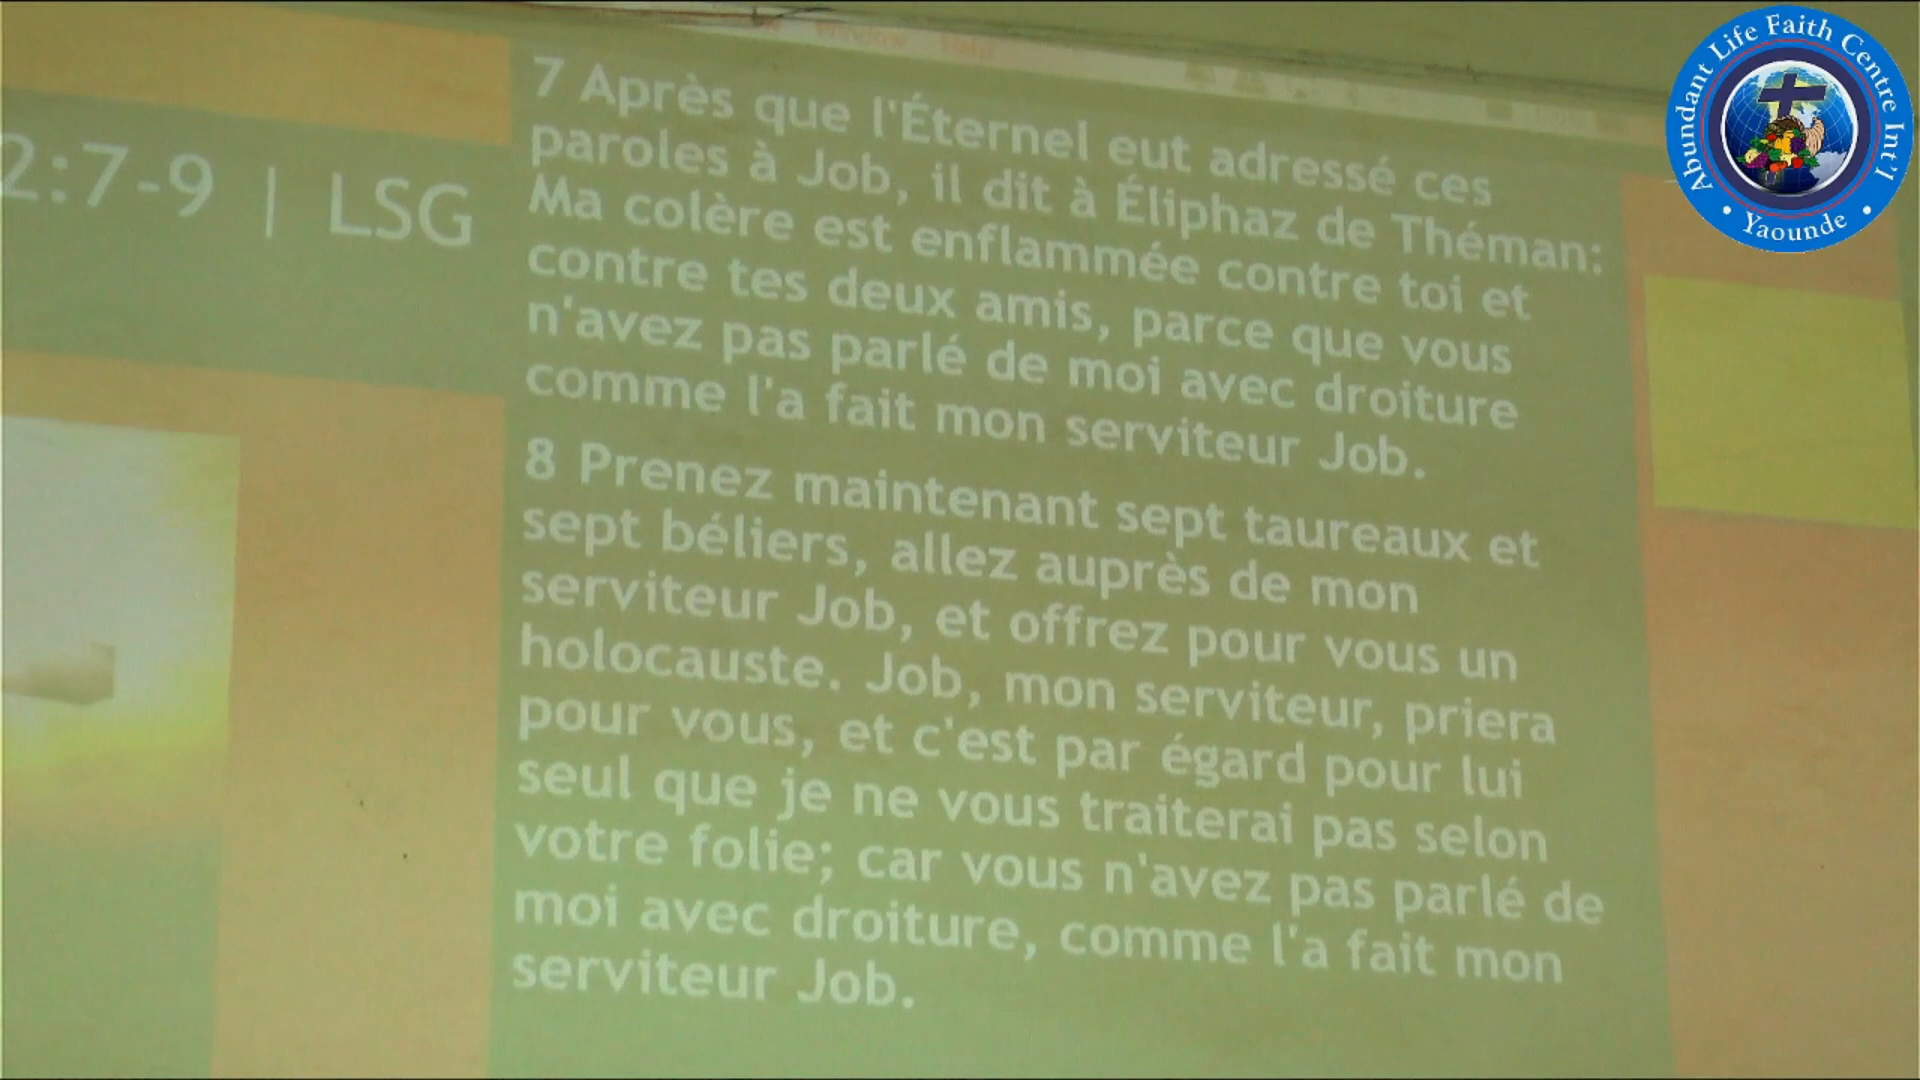 2:7-9 | LSG
7 Après que l'Éternel eut adressé ces
paroles à Job, il dit à Éliphaz de Théman:
Ma colère est enflammée contre toi et
contre tes deux amis, parce que vous
n'avez pas parlé de moi avec droiture
comme l'a fait mon serviteur Job.
8 Prenez maintenant sept taureaux et
sept béliers, allez auprès de mon
serviteur Job, et offrez pour vous un
holocauste. Job, mon serviteur, priera
pour vous, et c'est par égard pour lui
seul que je ne vous traiterai pas selon
votre folie; car vous n'avez pas parlé de
moi avec droiture, comme l'a fait mon
serviteur Job.
Abundant Life Faith Centre Int'l
• Yaounde •